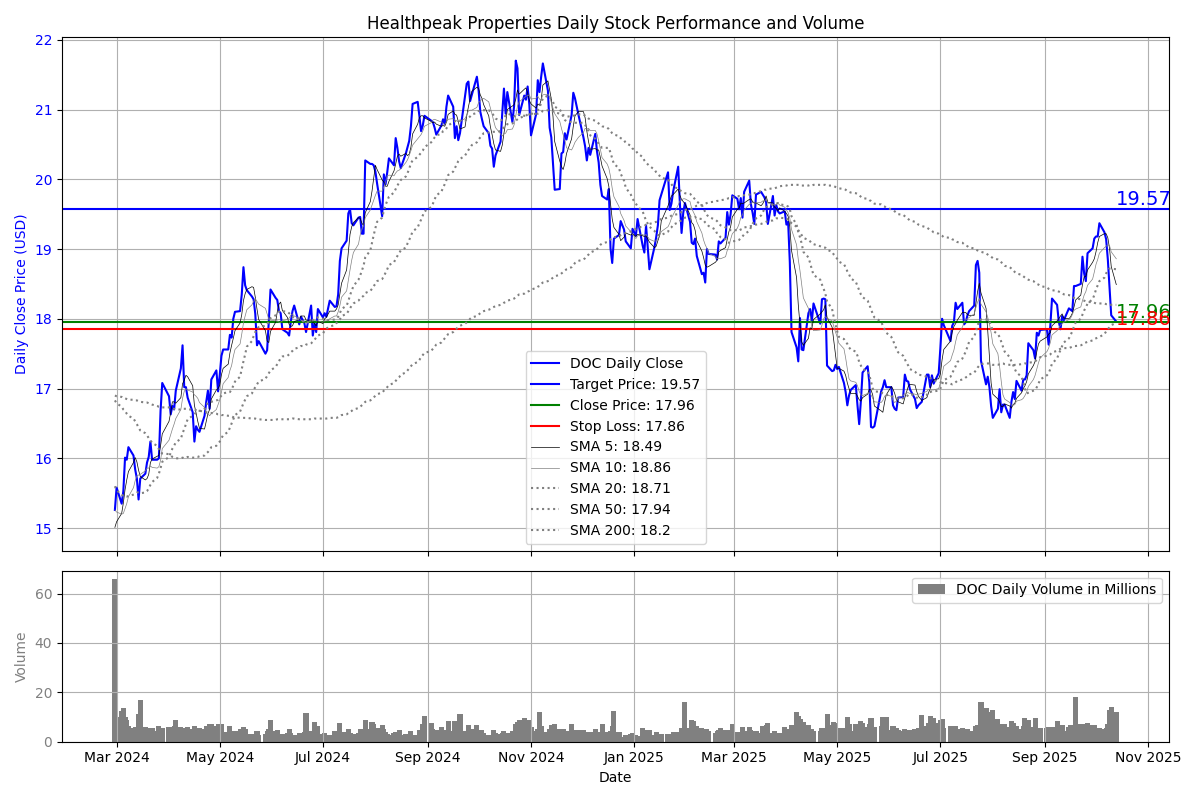 Healthpeak Properties Daily Stock Performance and Volume
Daily Close Price (USD)
22
21
20
19
18
17
16
15
19.57
17.96
17.86
DOC Daily Close
Target Price: 19.57
Close Price: 17.96
Stop Loss: 17.86
SMA 5: 18.49
SMA 10: 18.86
SMA 20: 18.71
SMA 50: 17.94
SMA 200: 18.2
Volume
60
40
20
0
DOC Daily Volume in Millions
Mar 2024 May 2024 Jul 2024 Sep 2024 Nov 2024 Jan 2025 Mar 2025 May 2025 Jul 2025 Sep 2025 Nov 2025
Date